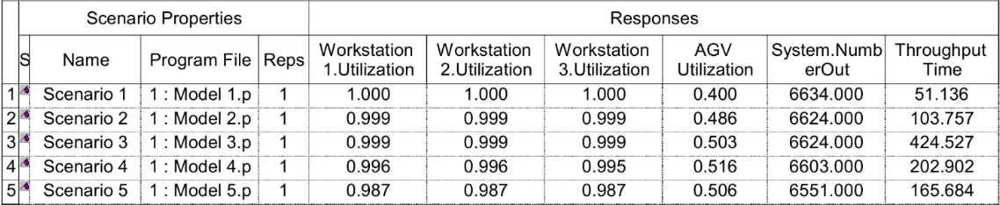 Scenario Properties Responses
S Name Program File Reps Workstation 1.Utilization Workstation 2.Utilization Workstation 3.Utilization AGV Utilization System.Numb erOut Throughput Time
1 Scenario 1 1 : Model 1.p 1 1.000 1.000 1.000 0.400 6634.000 51.136
2 Scenario 2 1 : Model 2.p 1 0.999 0.999 0.999 0.486 6624.000 103.757
3 Scenario 3 1 : Model 3.p 1 0.999 0.999 0.999 0.503 6624.000 424.527
4 Scenario 4 1 : Model 4.p 1 0.996 0.996 0.995 0.516 6603.000 202.902
5 Scenario 5 1 : Model 5.p 1 0.987 0.987 0.987 0.506 6551.000 165.684